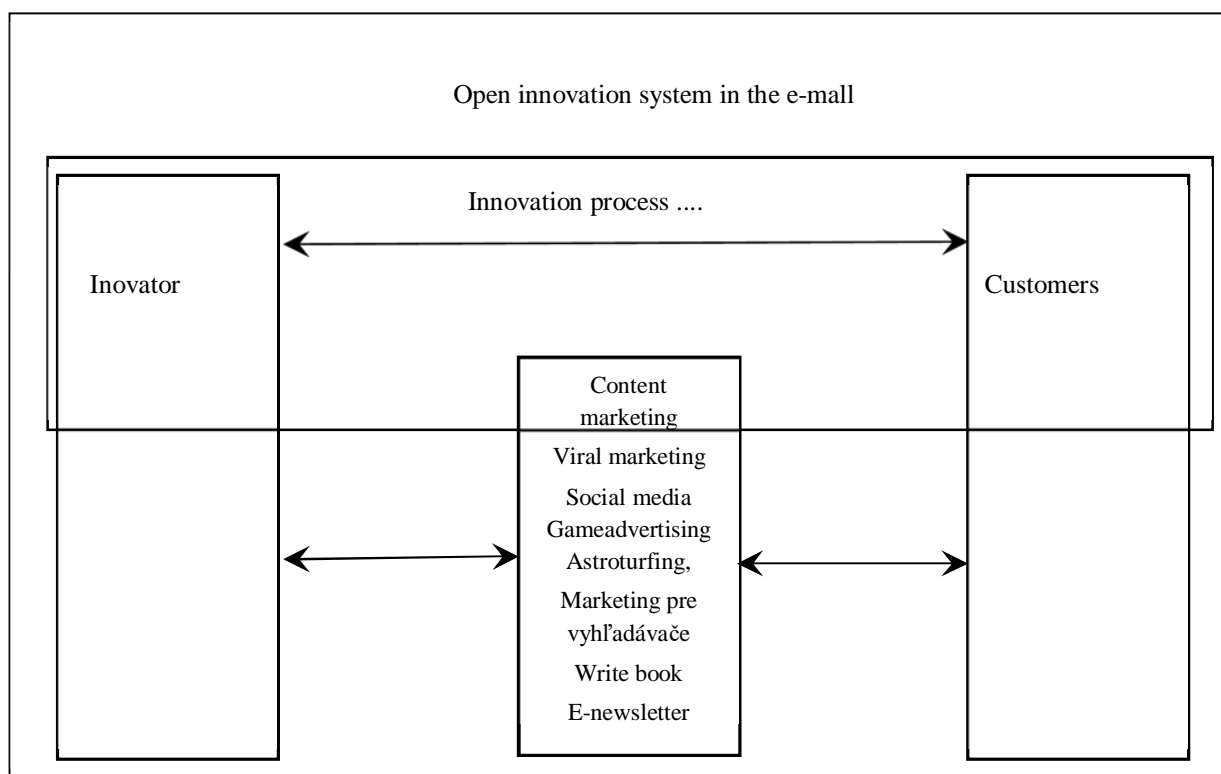 Open innovation system in the e-mall
Innovation process ....
Inovator
Customers
Content
marketing
Viral marketing
Social media
Gameadvertising
Astroturfing,
Marketing pre
vyhľadávače
Write book
E-newsletter